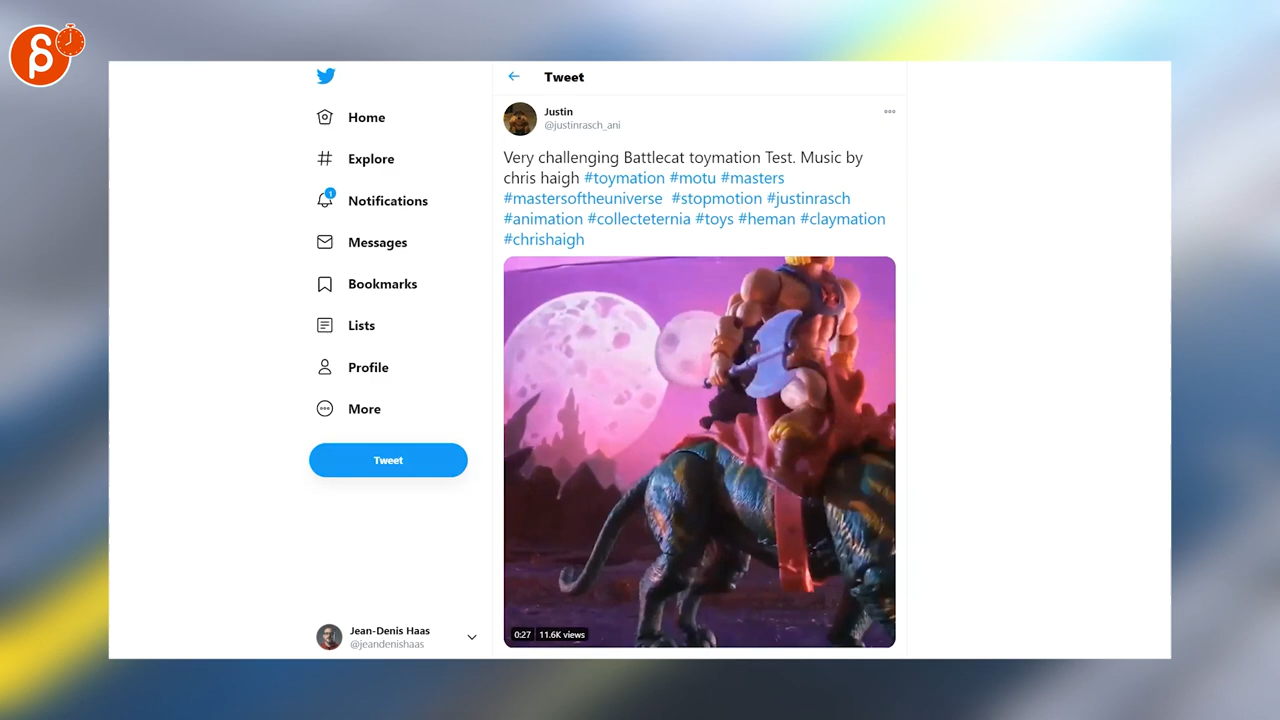 Tweet
Justin
@justinrasch_ani
Home
Explore
1
Notifications
Messages
Bookmarks
Lists
Profile
More
Tweet
Very challenging Battlecat toymation Test. Music by
chris haigh #toymation #motu #masters
#mastersoftheuniverse #stopmotion #justinrasch
#animation #collecteternia #toys #heman #claymation
#chrishaigh
0:27 11.6K views
Jean-Denis Haas
@jeandenishaas